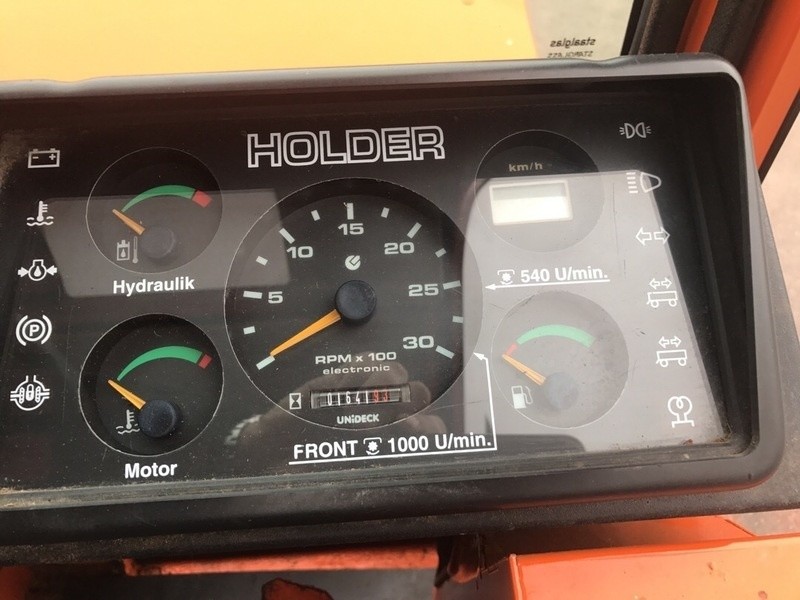 HOLDER
km/h
5
10
15
20
25
30
RPM x 100
electronic
UNiDECK
Hydraulik
Motor
540 U/min.
FRONT 1000 U/min.
P
staalglas